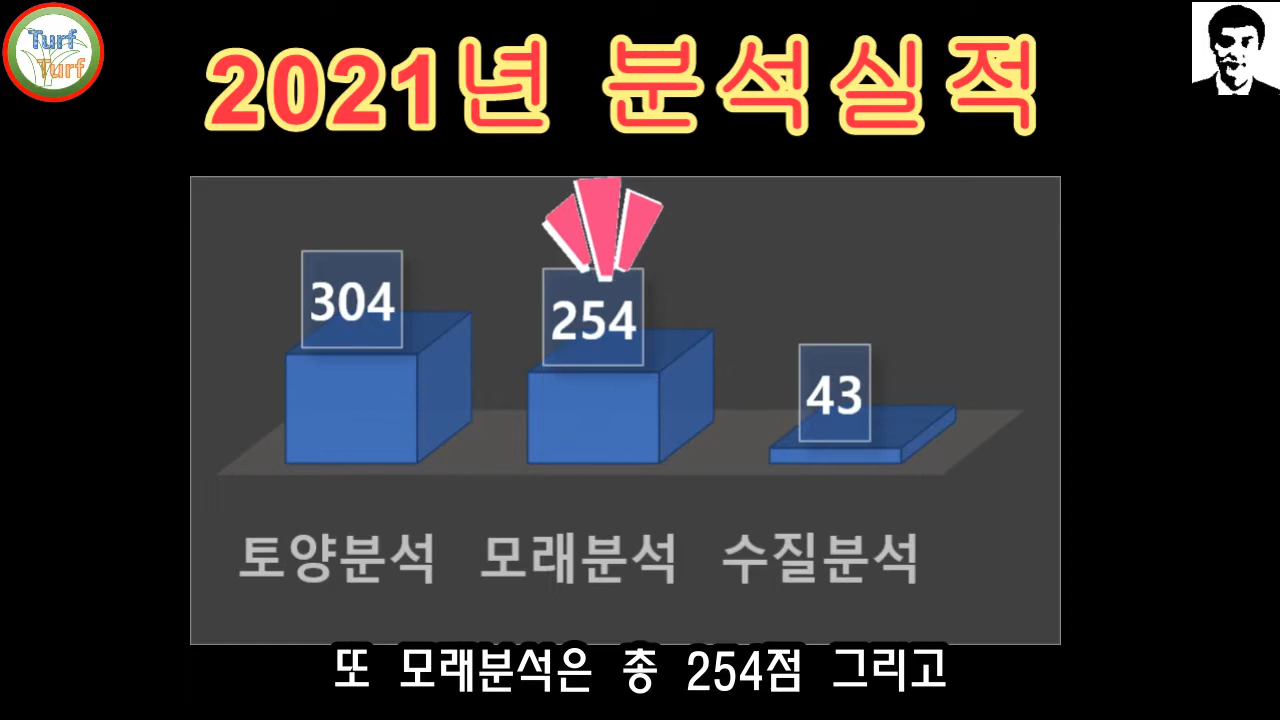 Turf
Turf
2021년 분석실적
304
254
43
토양분석 모래분석 수질분석
또 모래분석은 총 254점 그리고